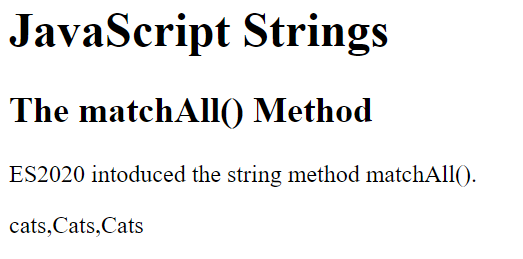 JavaScript Strings
The matchAll() Method
ES2020 intoduced the string method matchAll().
cats,Cats,Cats